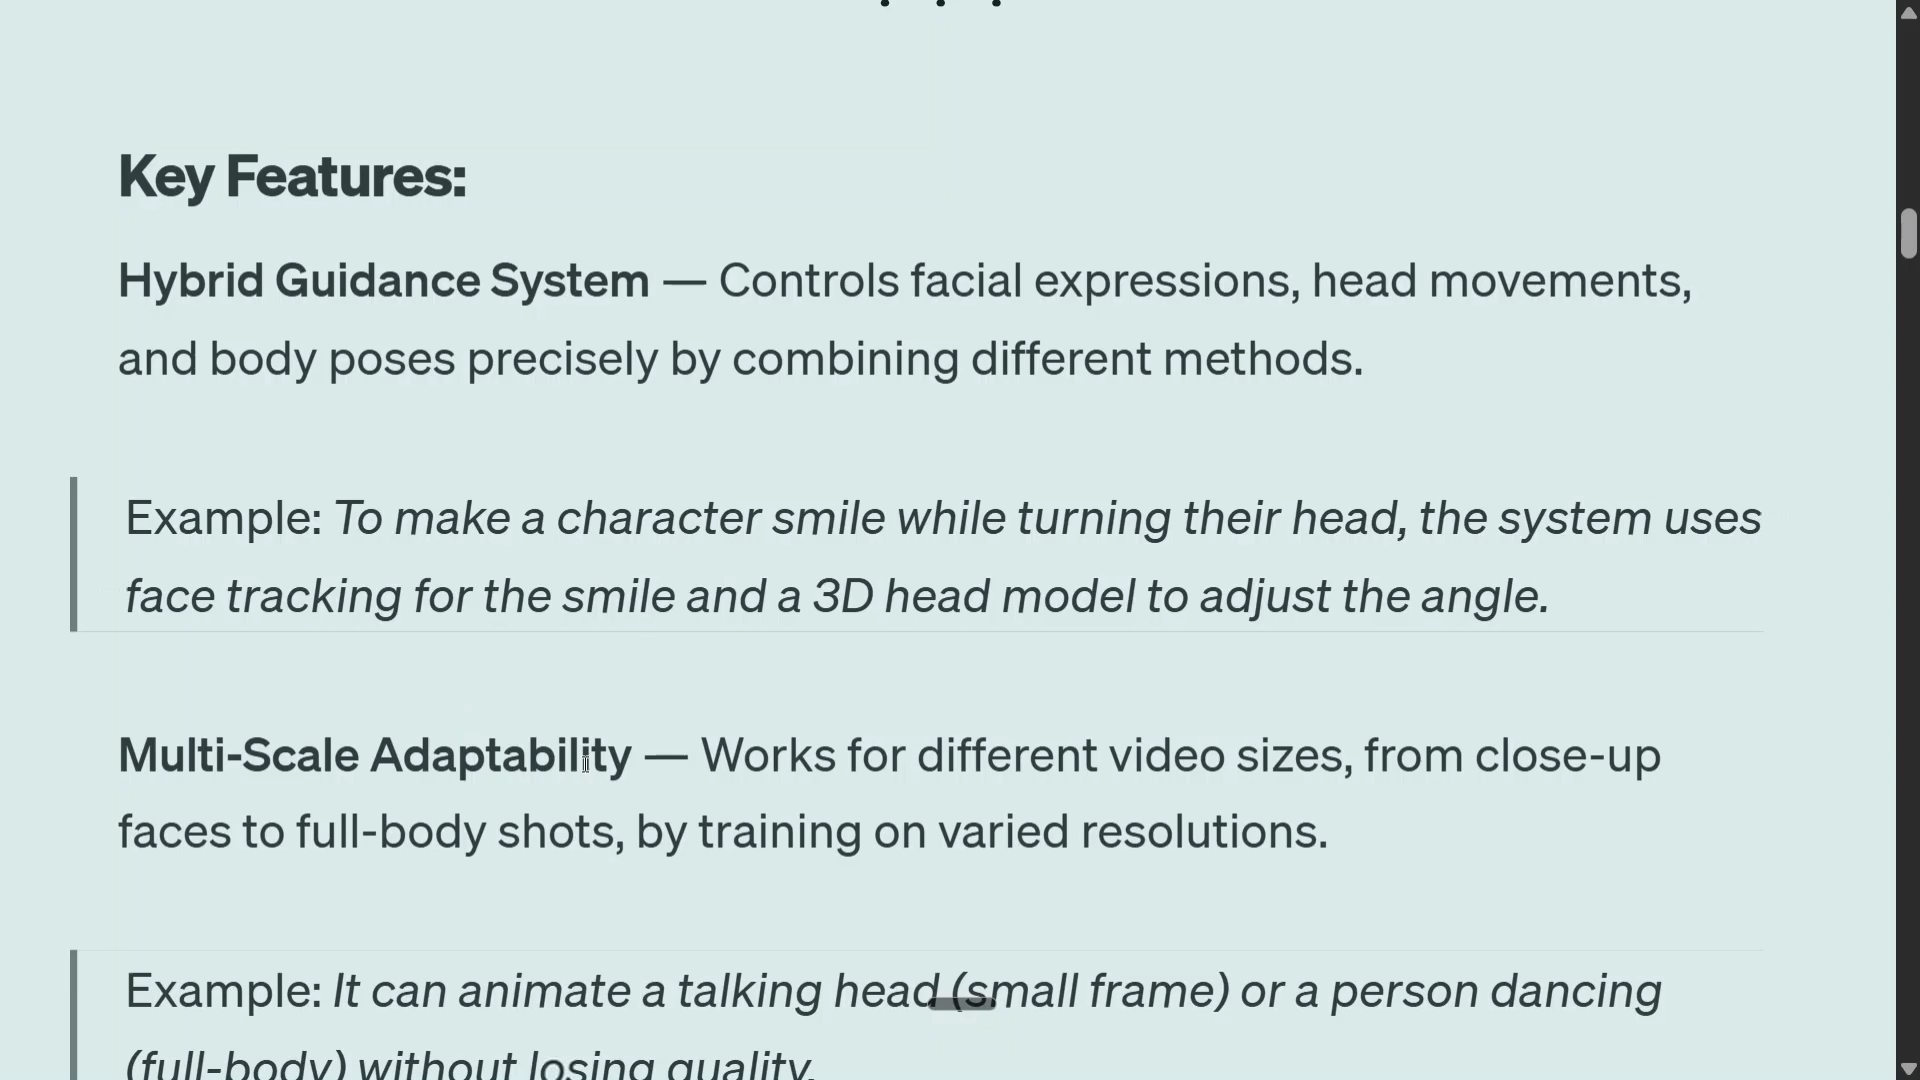 Key Features:
Hybrid Guidance System — Controls facial expressions, head movements,
and body poses precisely by combining different methods.
Example: To make a character smile while turning their head, the system uses
face tracking for the smile and a 3D head model to adjust the angle.
Multi-Scale Adaptability — Works for different video sizes, from close-up
faces to full-body shots, by training on varied resolutions.
Example: It can animate a talking head (small frame) or a person dancing
(full-body) without losing quality.